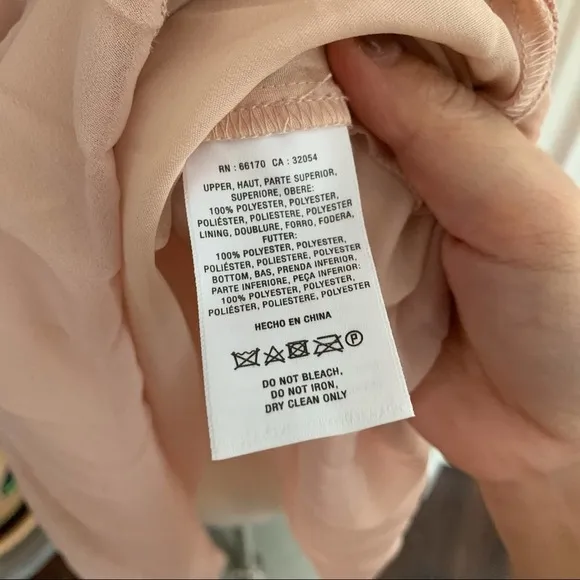 RN : 66170 CA : 32054
UPPER, HAUT, PARTE SUPERIOR,
SUPERIORE, OBERE:
100% POLYESTER, POLYESTER,
POLIÉSTER, POLIESTERE, POLYESTER
LINING, DOUBLURE, FORRO, FODERA,
FUTTER:
100% POLYESTER, POLYESTER,
POLIÉSTER, POLIESTERE, POLYESTER
BOTTOM, BAS, PRENDA INFERIOR:
PARTE INFERIORE, PEÇA INFERIOR:
100% POLYESTER, POLYESTER,
POLIÉSTER, POLIESTERE, POLYESTER
HECHO EN CHINA
P
DO NOT BLEACH,
DO NOT IRON,
DRY CLEAN ONLY